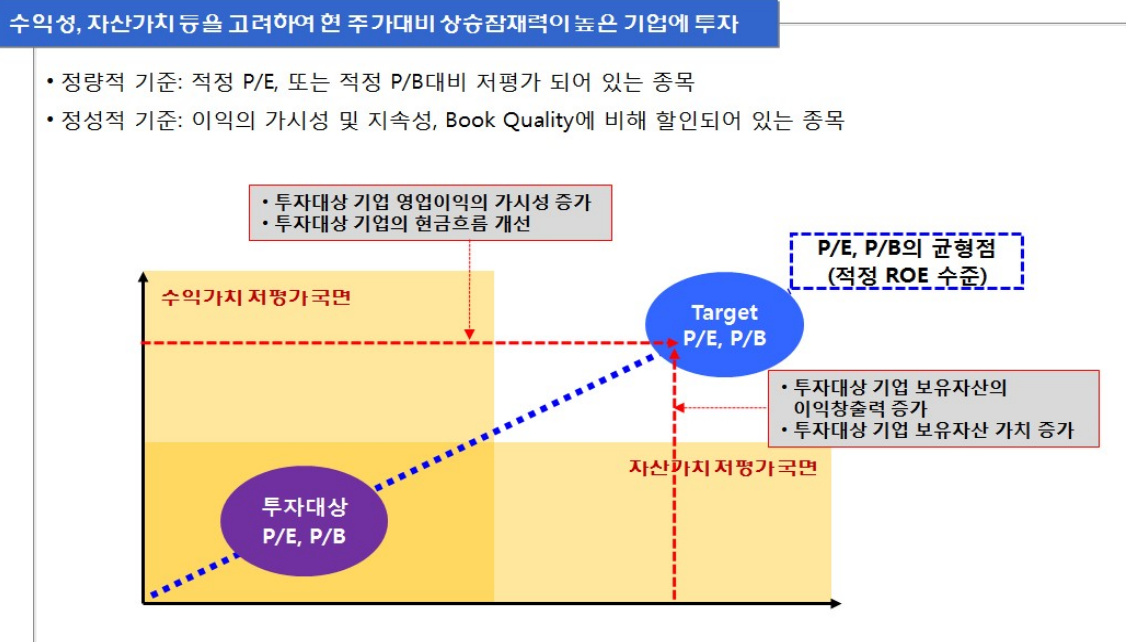 수익성, 자산가치 등을 고려하여 현 주가대비 상승잠재력이 높은 기업에 투자
• 정량적 기준: 적정 P/E, 또는 적정 P/B대비 저평가 되어 있는 종목
• 정성적 기준: 이익의 가시성 및 지속성, Book Quality에 비해 할인되어 있는 종목
• 투자대상 기업 영업이익의 가시성 증가
• 투자대상 기업의 현금흐름 개선
P/E, P/B의 균형점
(적정 ROE 수준)
수익가치 저평가국면
Target
P/E, P/B
• 투자대상 기업 보유자산의
이익창출력 증가
• 투자대상 기업 보유자산 가치 증가
자산가치 저평가국면
투자대상
P/E, P/B